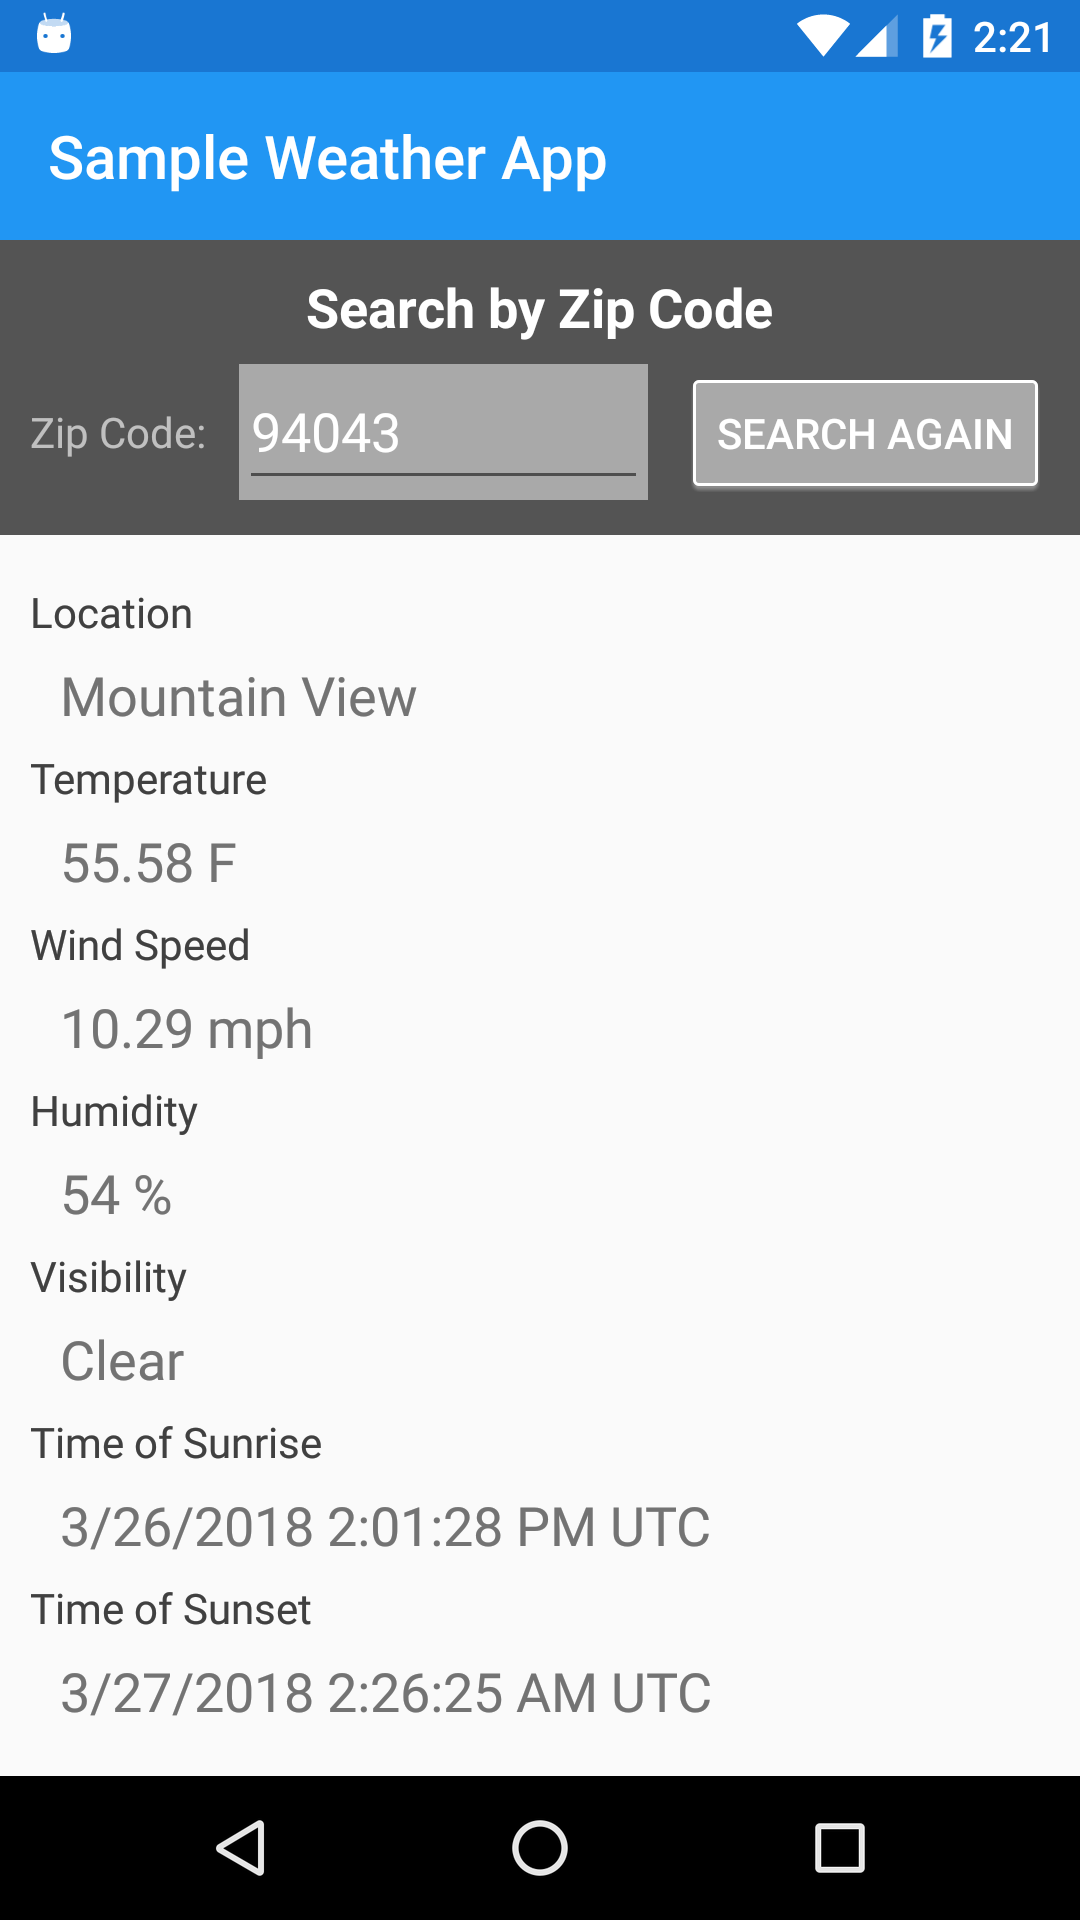 2:21
Sample Weather App
Search by Zip Code
Zip Code: 94043 SEARCH AGAIN
Location
Mountain View
Temperature
55.58 F
Wind Speed
10.29 mph
Humidity
54 %
Visibility
Clear
Time of Sunrise
3/26/2018 2:01:28 PM UTC
Time of Sunset
3/27/2018 2:26:25 AM UTC